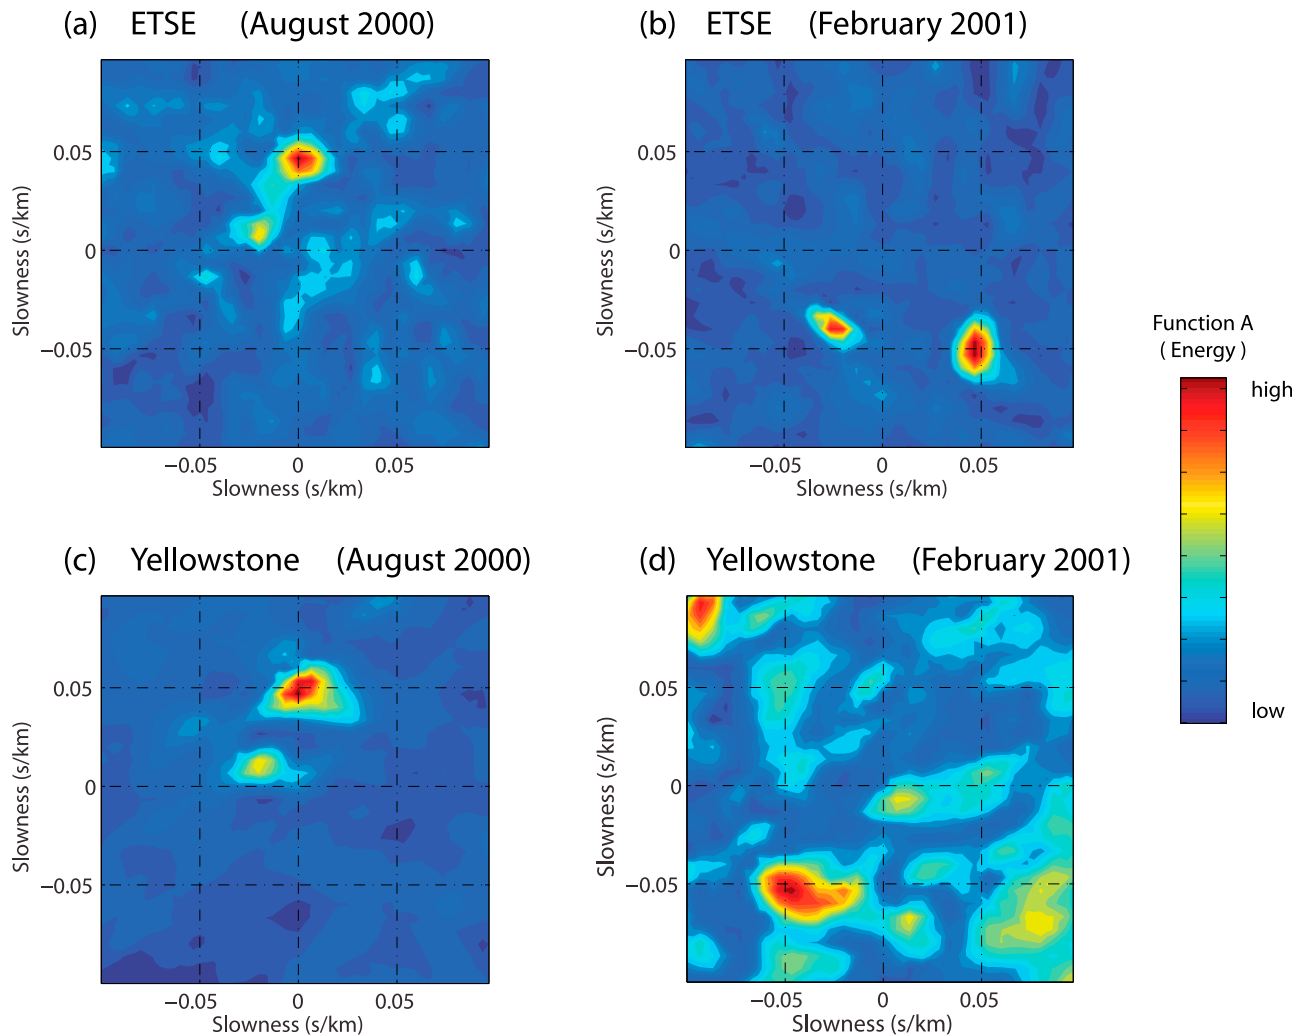 (a) ETSE (August 2000)
0.05
0
−0.05
Slowness (s/km)
−0.05 0 0.05
Slowness (s/km)
(b) ETSE (February 2001)
0.05
0
−0.05
Slowness (s/km)
−0.05 0 0.05
Slowness (s/km)
Function A
( Energy )
high
low
(c) Yellowstone (August 2000)
0.05
0
−0.05
Slowness (s/km)
−0.05 0 0.05
Slowness (s/km)
(d) Yellowstone (February 2001)
0.05
0
−0.05
Slowness (s/km)
−0.05 0 0.05
Slowness (s/km)